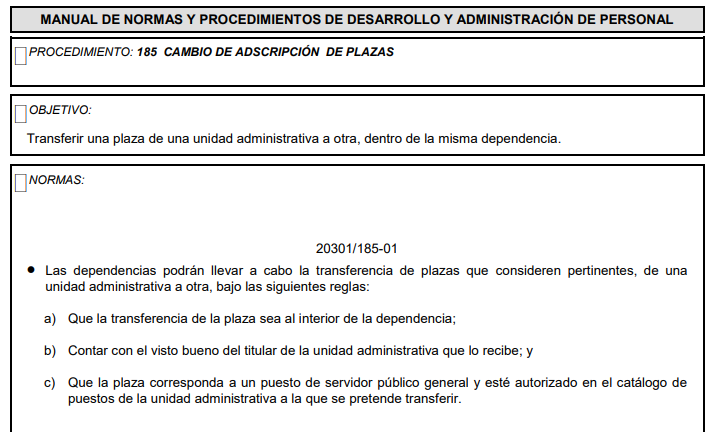 MANUAL DE NORMAS Y PROCEDIMIENTOS DE DESARROLLO Y ADMINISTRACIÓN DE PERSONAL
PROCEDIMIENTO: 185 CAMBIO DE ADSCRIPCIÓN DE PLAZAS
OBJETIVO:
Transferir una plaza de una unidad administrativa a otra, dentro de la misma dependencia.
NORMAS:
20301/185-01
● Las dependencias podrán llevar a cabo la transferencia de plazas que consideren pertinentes, de una
unidad administrativa a otra, bajo las siguientes reglas:
a) Que la transferencia de la plaza sea al interior de la dependencia;
b) Contar con el visto bueno del titular de la unidad administrativa que lo recibe; y
c) Que la plaza corresponda a un puesto de servidor público general y esté autorizado en el catálogo de
puestos de la unidad administrativa a la que se pretende transferir.